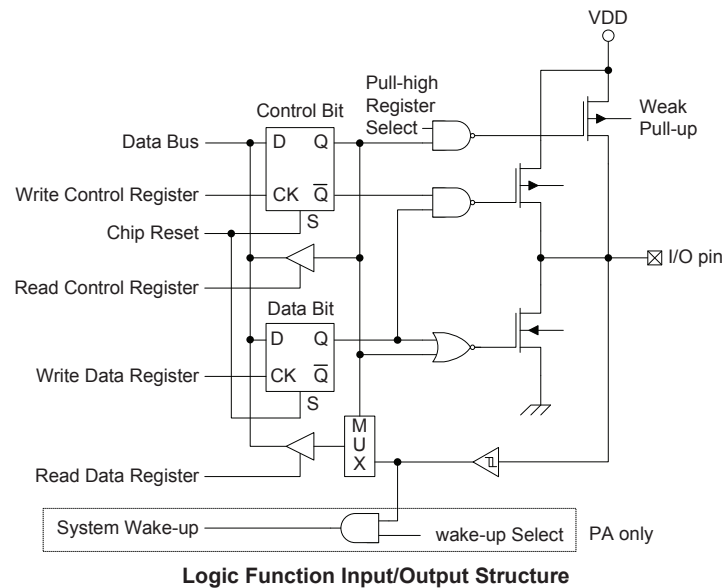 VDD
Pull-high
Register
Select
Control Bit
Weak
Pull-up
Data Bus
D
Q
Write Control Register
CK
Q
S
Chip Reset
I/O pin
Read Control Register
Data Bit
D
Q
Write Data Register
CK
Q
S
M
U
X
Read Data Register
System Wake-up
wake-up Select
PA only
Logic Function Input/Output Structure